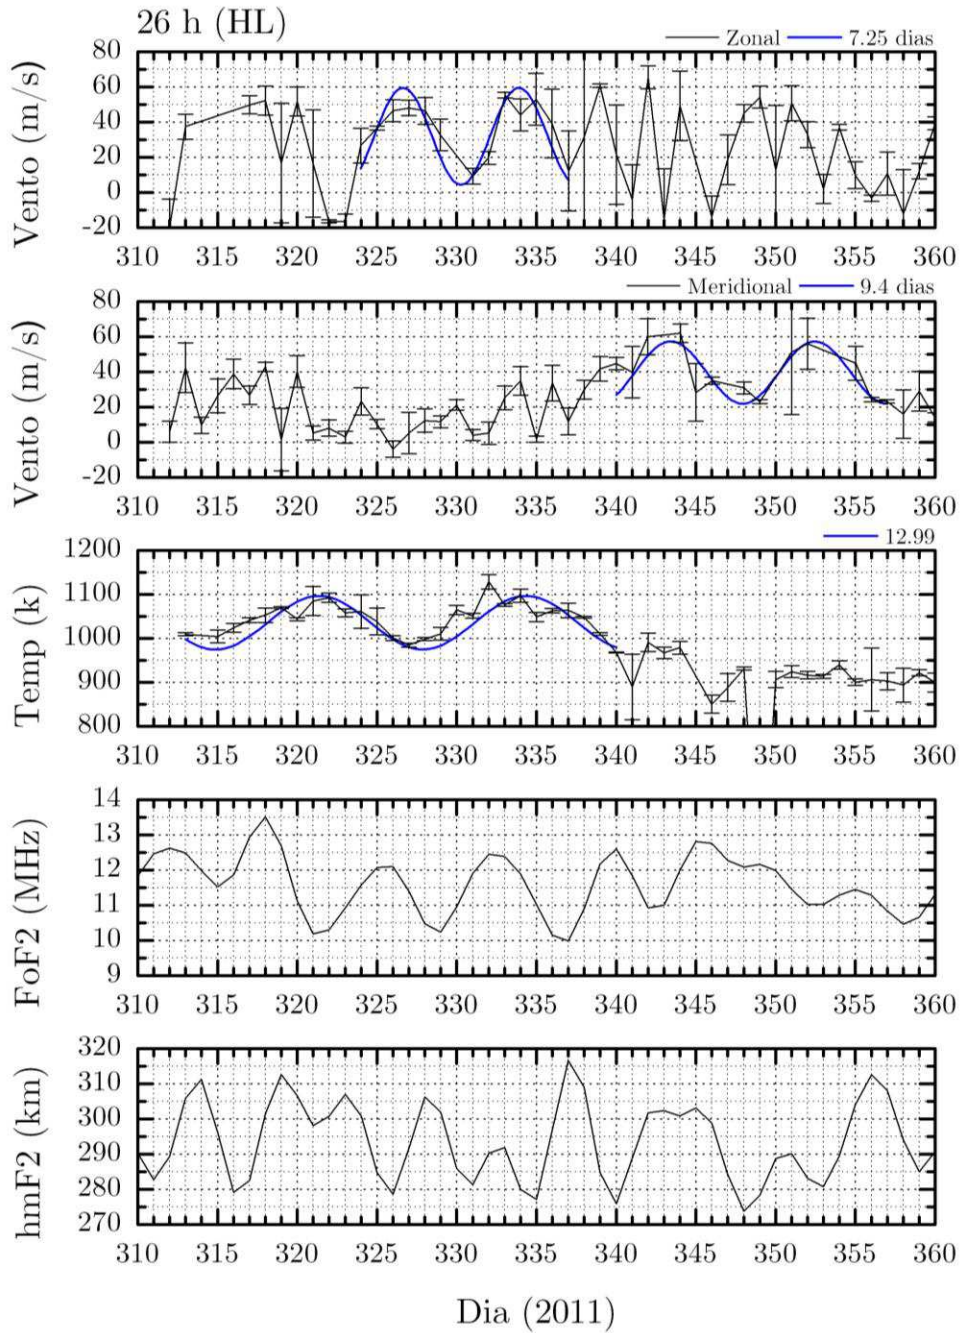 26 h (HL)
Zonal 7.25 dias
Vento (m/s)
80
60
40
20
0
-20
310 315 320 325 330 335 340 345 350 355 360
Meridional 9.4 dias
Vento (m/s)
80
60
40
20
0
-20
310 315 320 325 330 335 340 345 350 355 360
12.99
Temp (k)
1200
1100
1000
900
800
310 315 320 325 330 335 340 345 350 355 360
FoF2 (MHz)
14
13
12
11
10
9
310 315 320 325 330 335 340 345 350 355 360
hmF2 (km)
320
310
300
290
280
270
310 315 320 325 330 335 340 345 350 355 360
Dia (2011)